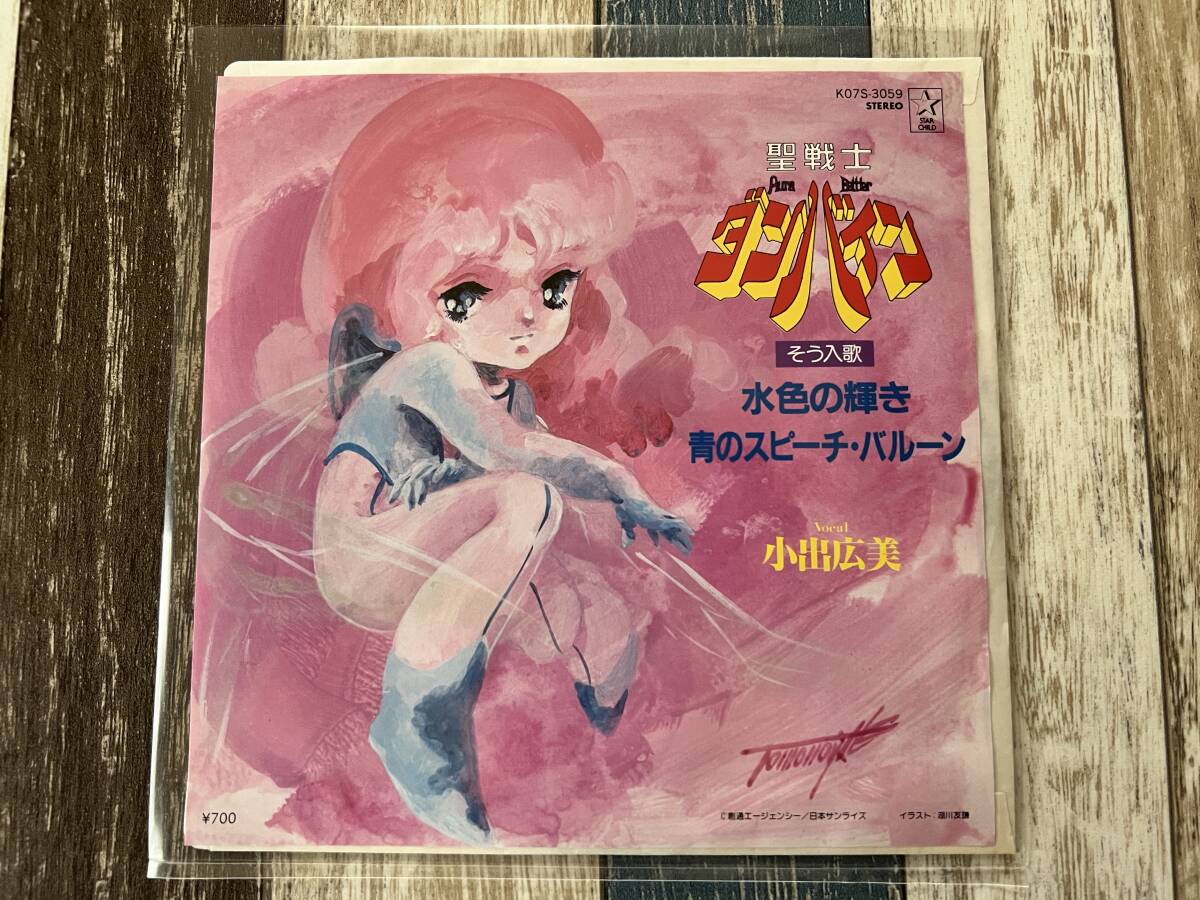 K07S-3059
STEREO
STAR
CHILD
聖戦士
Aura Battler
ダンバイン
そう入歌
水色の輝き
青のスピーチ・バルーン
Vocal
小出広美
¥700
©創通エージェンシー/日本サンライズ
イラスト:湖川友謙